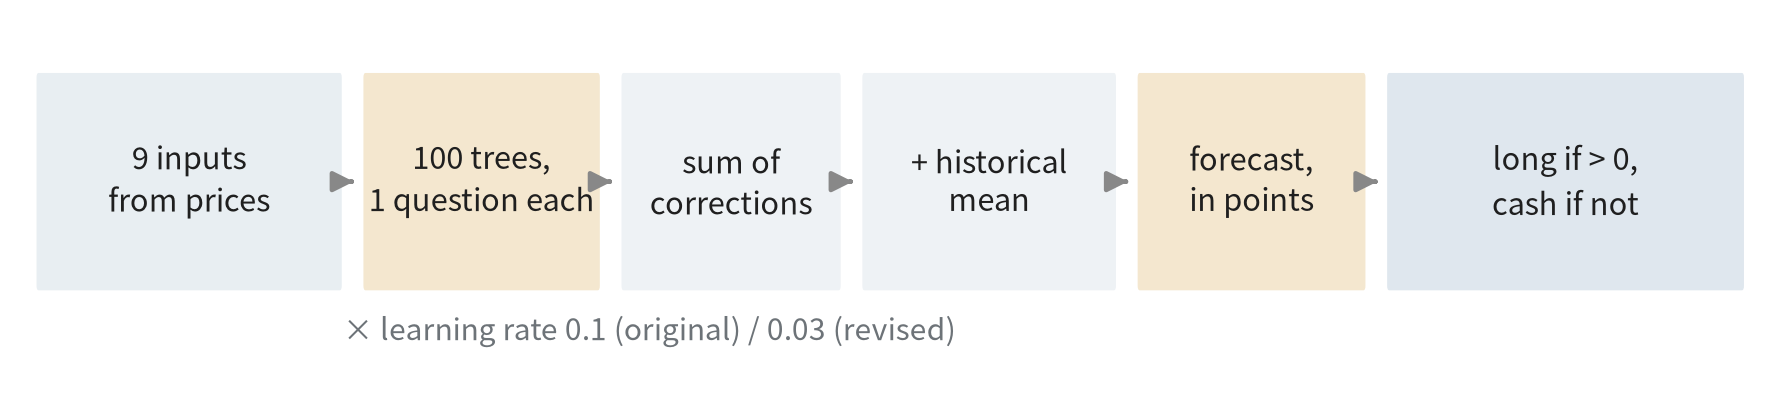 9 inputs
from prices
100 trees,
1 question each
sum of
corrections
+ historical
mean
forecast,
in points
long if > 0,
cash if not
× learning rate 0.1 (original) / 0.03 (revised)